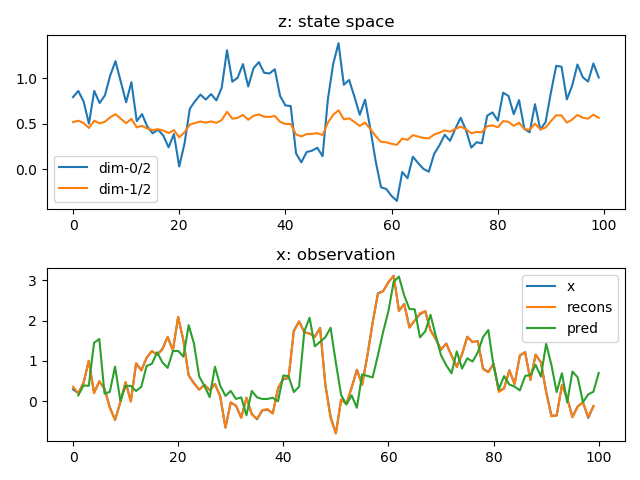 z: state space
1.0
0.5
0.0
dim-0/2
dim-1/2
0 20 40 60 80 100
x: observation
3
2
1
0
x
recons
pred
0 20 40 60 80 100